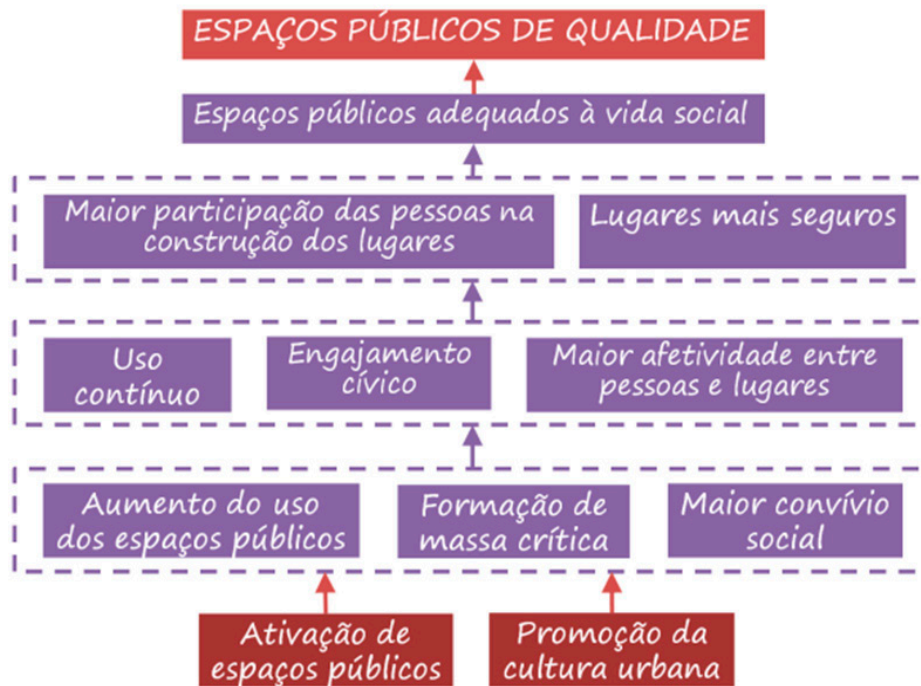 ESPAÇOS PÚBLICOS DE QUALIDADE
Espaços públicos adequados à vida social
Maior participação das pessoas na
construção dos lugares
Lugares mais seguros
Uso
contínuo
Engajamento
cívico
Maior afetividade entre
pessoas e lugares
Aumento do uso
dos espaços públicos
Formação de
massa crítica
Maior convívio
social
Ativação de
espaços públicos
Promoção da
cultura urbana